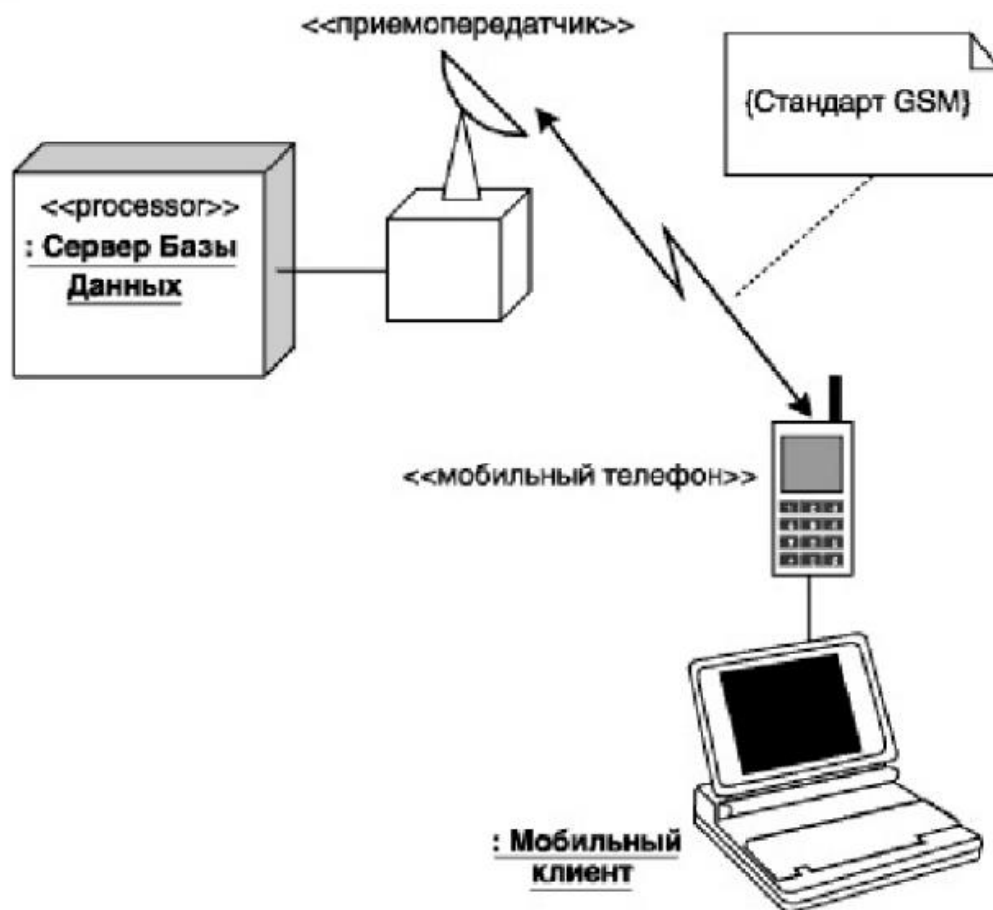 <<приемопередатчик>>
{Стандарт GSM}
<<processor>>
: Сервер Базы
Данных
<<мобильный телефон>>
: Мобильный
клиент